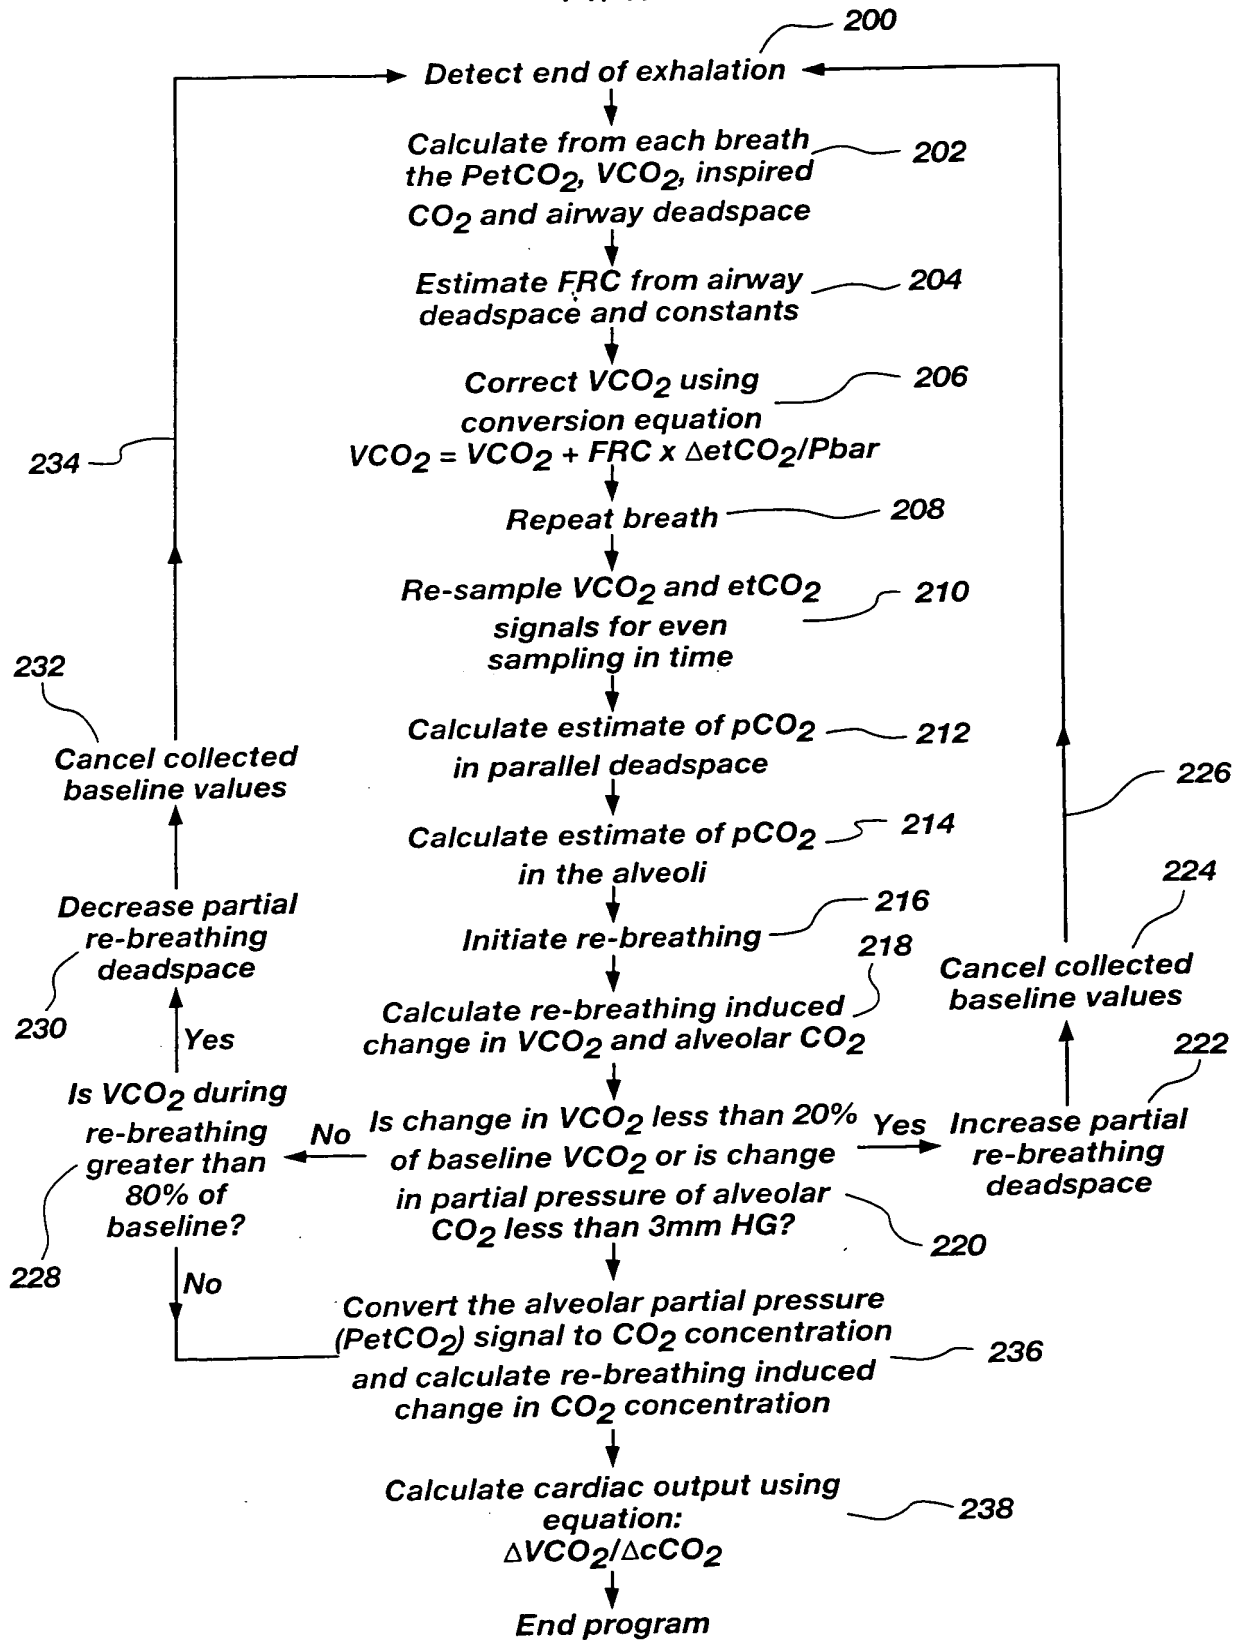 200
Detect end of exhalation
Calculate from each breath
the PetCO2, VCO2, inspired
CO2 and airway deadspace
202
Estimate FRC from airway
deadspace and constants
204
Correct VCO2 using
conversion equation
VCO2 = VCO2 + FRC x ΔetCO2/Pbar
206
234
Repeat breath
208
Re-sample VCO2 and etCO2
signals for even
sampling in time
210
232
Cancel collected
baseline values
Calculate estimate of pCO2
in parallel deadspace
212
226
Calculate estimate of pCO2
in the alveoli
214
224
Cancel collected
baseline values
Decrease partial
re-breathing
deadspace
230
Initiate re-breathing
216
218
Calculate re-breathing induced
change in VCO2 and alveolar CO2
222
Yes
Is VCO2 during
re-breathing
greater than
80% of
baseline?
228
No
No
Is change in VCO2 less than 20%
of baseline VCO2 or is change
in partial pressure of alveolar
CO2 less than 3mm HG?
220
Yes
Increase partial
re-breathing
deadspace
Convert the alveolar partial pressure
(PetCO2) signal to CO2 concentration
and calculate re-breathing induced
change in CO2 concentration
236
Calculate cardiac output using
equation:
ΔVCO2/ΔcCO2
238
End program